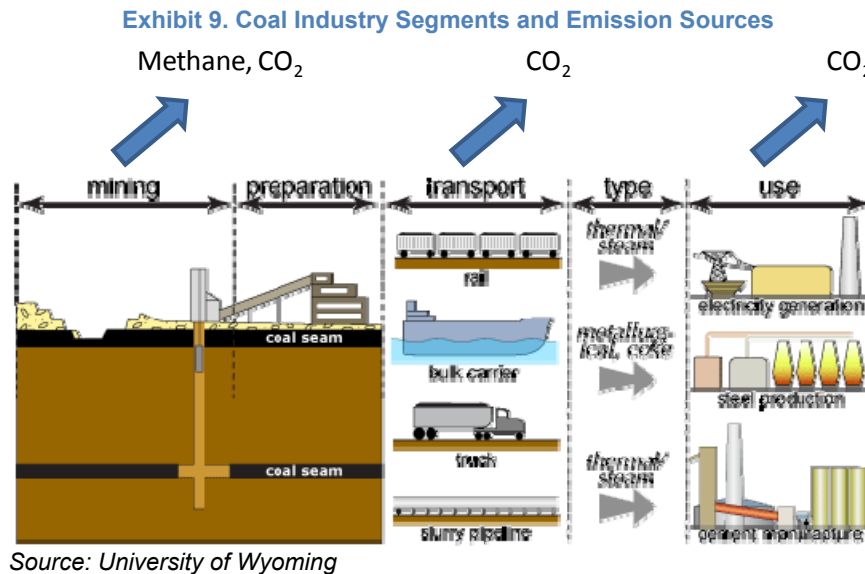 Exhibit 9. Coal Industry Segments and Emission Sources
Methane, CO₂ CO₂ CO₂
mining preparation transport type use
thermal/
steam
rail
electricity generation
coal seam
metallurg-
ical, coke
bulk carrier
steel production
truck
thermal/
steam
coal seam
slurry pipeline
cement manufacture
Source: University of Wyoming